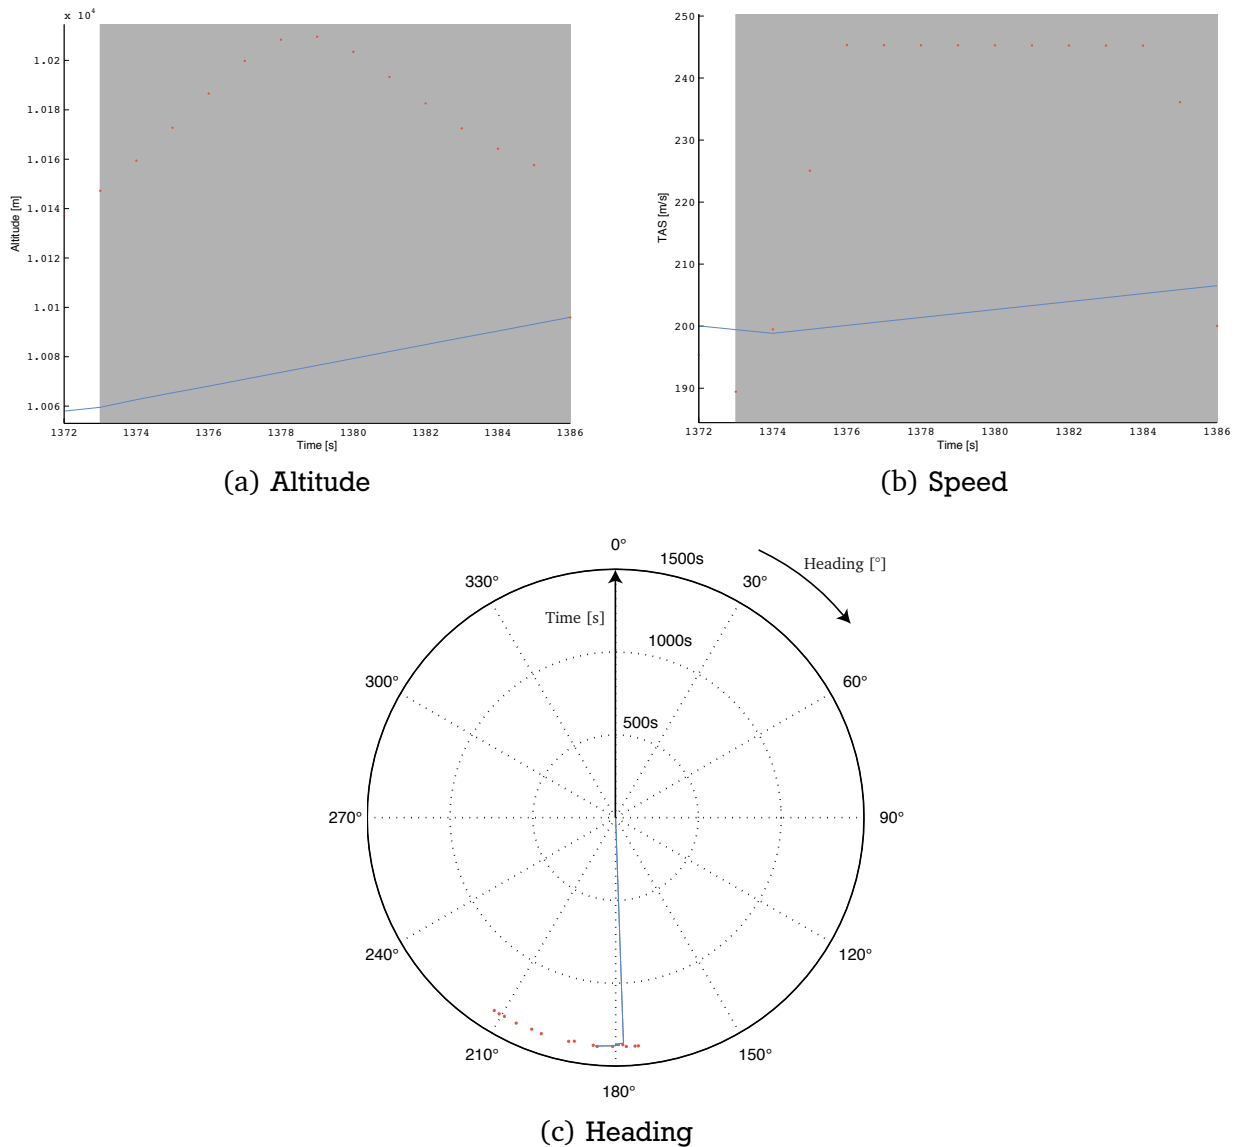 x 10⁴
1.02
1.018
1.016
1.014
1.012
1.01
1.008
1.006
Altitude [m]
1372 1374 1376 1378 1380 1382 1384 1386
Time [s]
(a) Altitude
250
240
230
220
210
200
190
TAS [m/s]
1372 1374 1376 1378 1380 1382 1384 1386
Time [s]
(b) Speed
0°
1500s
Heading [°]
330°
30°
Time [s]
1000s
300°
60°
500s
270°
90°
240°
120°
210°
150°
180°
(c) Heading